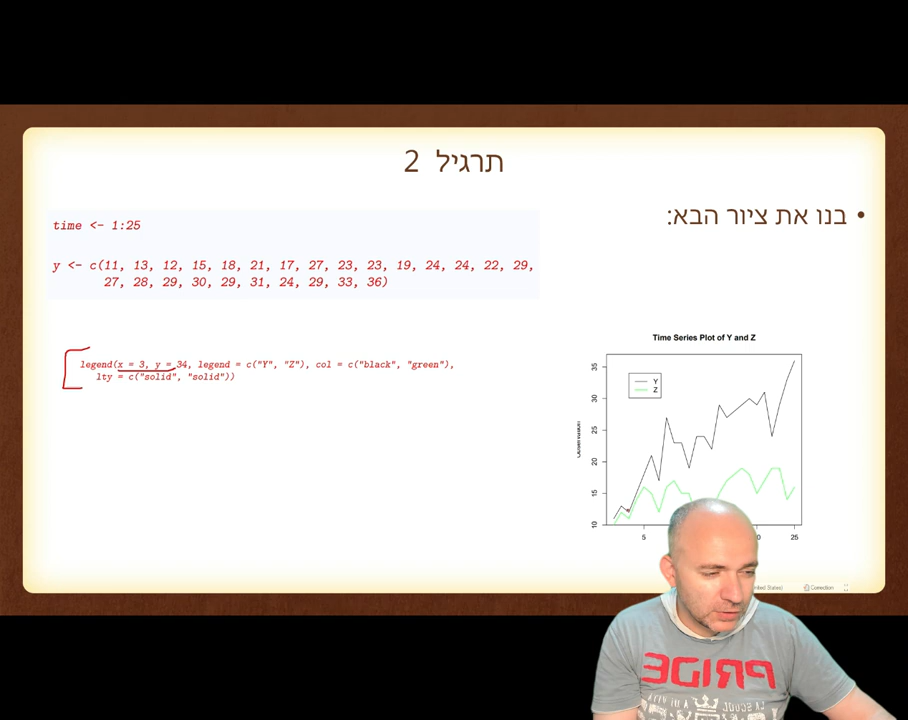 תרגיל 2
בנו את ציור הבא:
time <- 1:25
y <- c(11, 13, 12, 15, 18, 21, 17, 27, 23, 23, 19, 24, 24, 22, 29,
27, 28, 29, 30, 29, 31, 24, 29, 33, 36)
legend(x = 3, y = 34, legend = c("Y", "Z"), col = c("black", "green"),
lty = c("solid", "solid"))
Time Series Plot of Y and Z
35
30
25
20
15
10
Y
Z
5
25
Correction
PRIDE